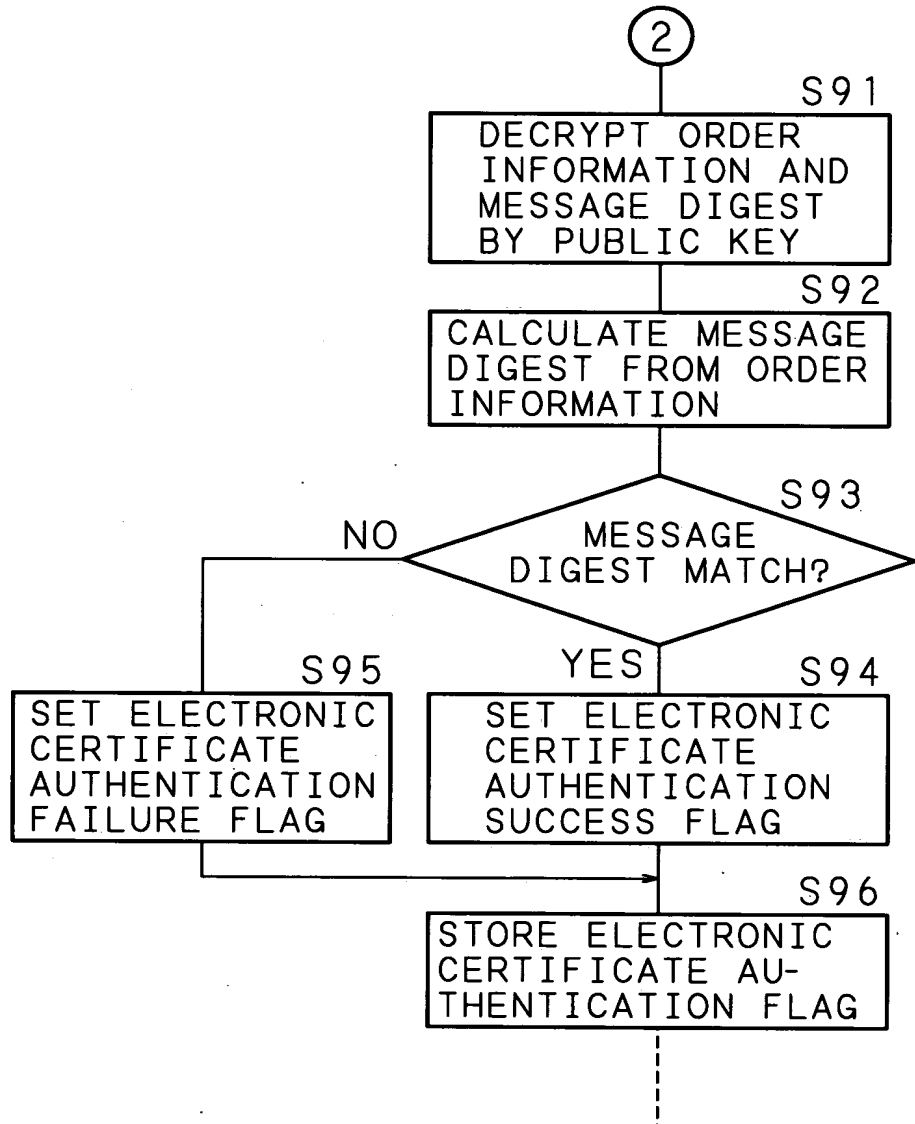 2
S91
DECRYPT ORDER
INFORMATION AND
MESSAGE DIGEST
BY PUBLIC KEY
S92
CALCULATE MESSAGE
DIGEST FROM ORDER
INFORMATION
S93
MESSAGE
DIGEST MATCH?
NO
YES
S95
SET ELECTRONIC
CERTIFICATE
AUTHENTICATION
FAILURE FLAG
S94
SET ELECTRONIC
CERTIFICATE
AUTHENTICATION
SUCCESS FLAG
S96
STORE ELECTRONIC
CERTIFICATE AU-
THENTICATION FLAG